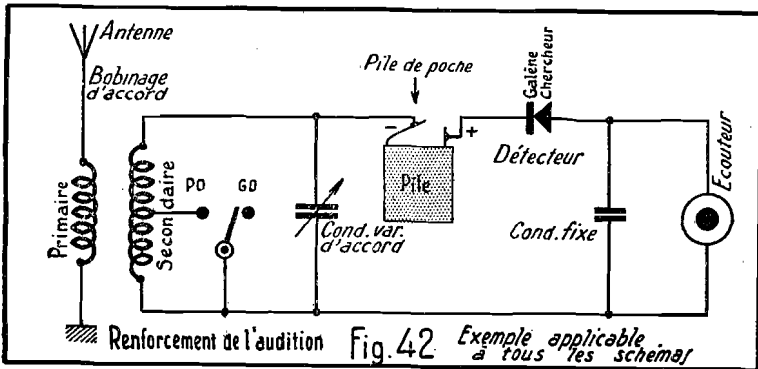 Antenne
Bobinage
d'accord
Primaire
Secondaire
PO
GO
Cond. var.
d'accord
Pile de poche
-
+
Pile
Galène
Chercheur
Détecteur
Cond. fixe
Ecouteur
Renforcement de l'audition
Fig. 42
Exemple applicable
à tous les schémas